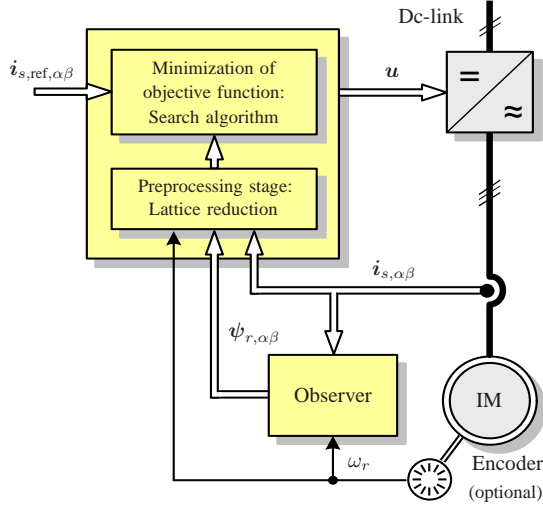 Dc-link
i_{s,ref,αβ}
Minimization of
objective function:
Search algorithm
u
=
≈
Preprocessing stage:
Lattice reduction
i_{s,αβ}
ψ_{r,αβ}
Observer
IM
ω_r
Encoder
(optional)